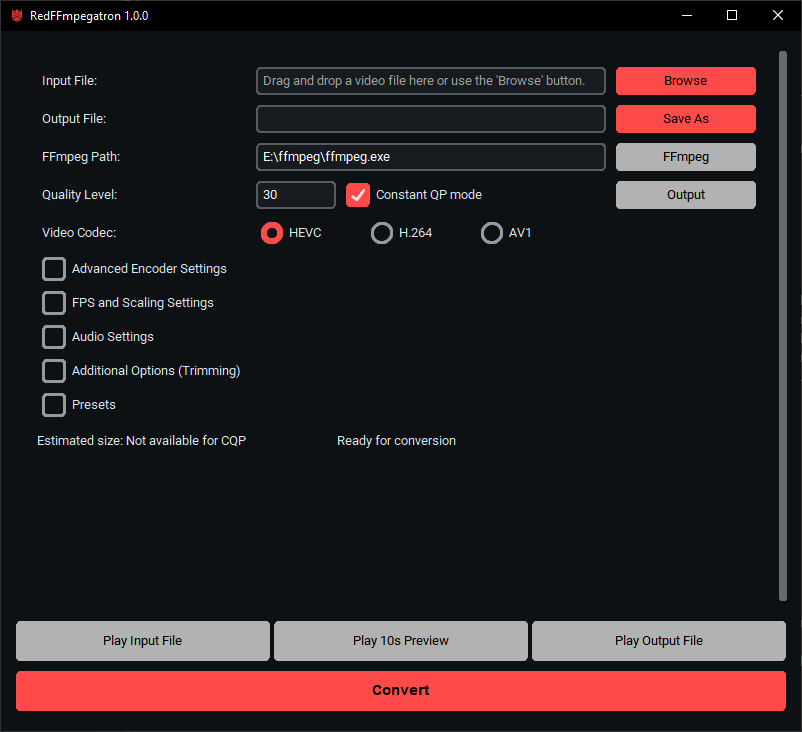 RedFFmpegatron 1.0.0
Input File: Drag and drop a video file here or use the 'Browse' button. Browse
Output File: Save As
FFmpeg Path: E:\ffmpeg\ffmpeg.exe FFmpeg
Quality Level: 30 Constant QP mode Output
Video Codec: HEVC H.264 AV1
Advanced Encoder Settings
FPS and Scaling Settings
Audio Settings
Additional Options (Trimming)
Presets
Estimated size: Not available for CQP Ready for conversion
Play Input File Play 10s Preview Play Output File
Convert